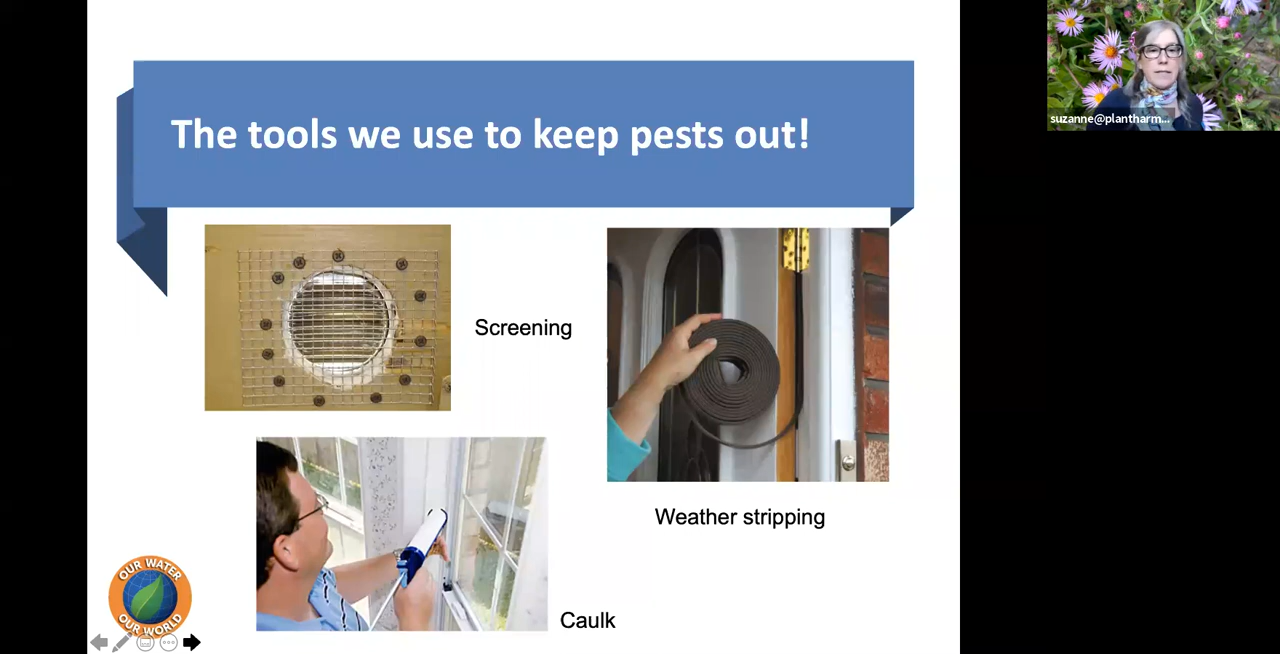 The tools we use to keep pests out!
suzanne@plantharm...
Screening
Weather stripping
Caulk
OUR WATER
OUR WORLD